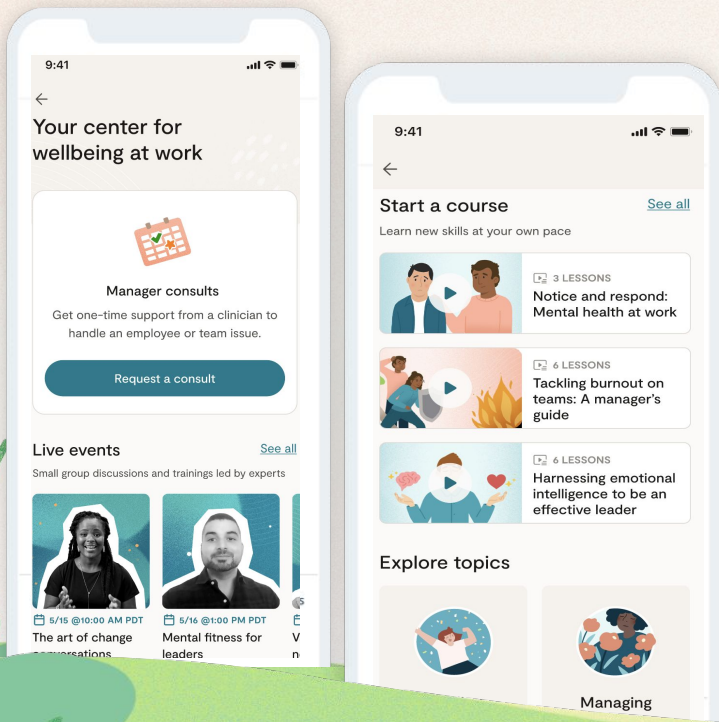 9:41
Your center for
wellbeing at work
Manager consults
Get one-time support from a clinician to
handle an employee or team issue.
Request a consult
Live events
See all
Small group discussions and trainings led by experts
5/15 @10:00 AM PDT
The art of change
conversations
5/16 @1:00 PM PDT
Mental fitness for
leaders
9:41
Start a course
See all
Learn new skills at your own pace
3 LESSONS
Notice and respond:
Mental health at work
6 LESSONS
Tackling burnout on
teams: A manager's
guide
6 LESSONS
Harnessing emotional
intelligence to be an
effective leader
Explore topics
Managing